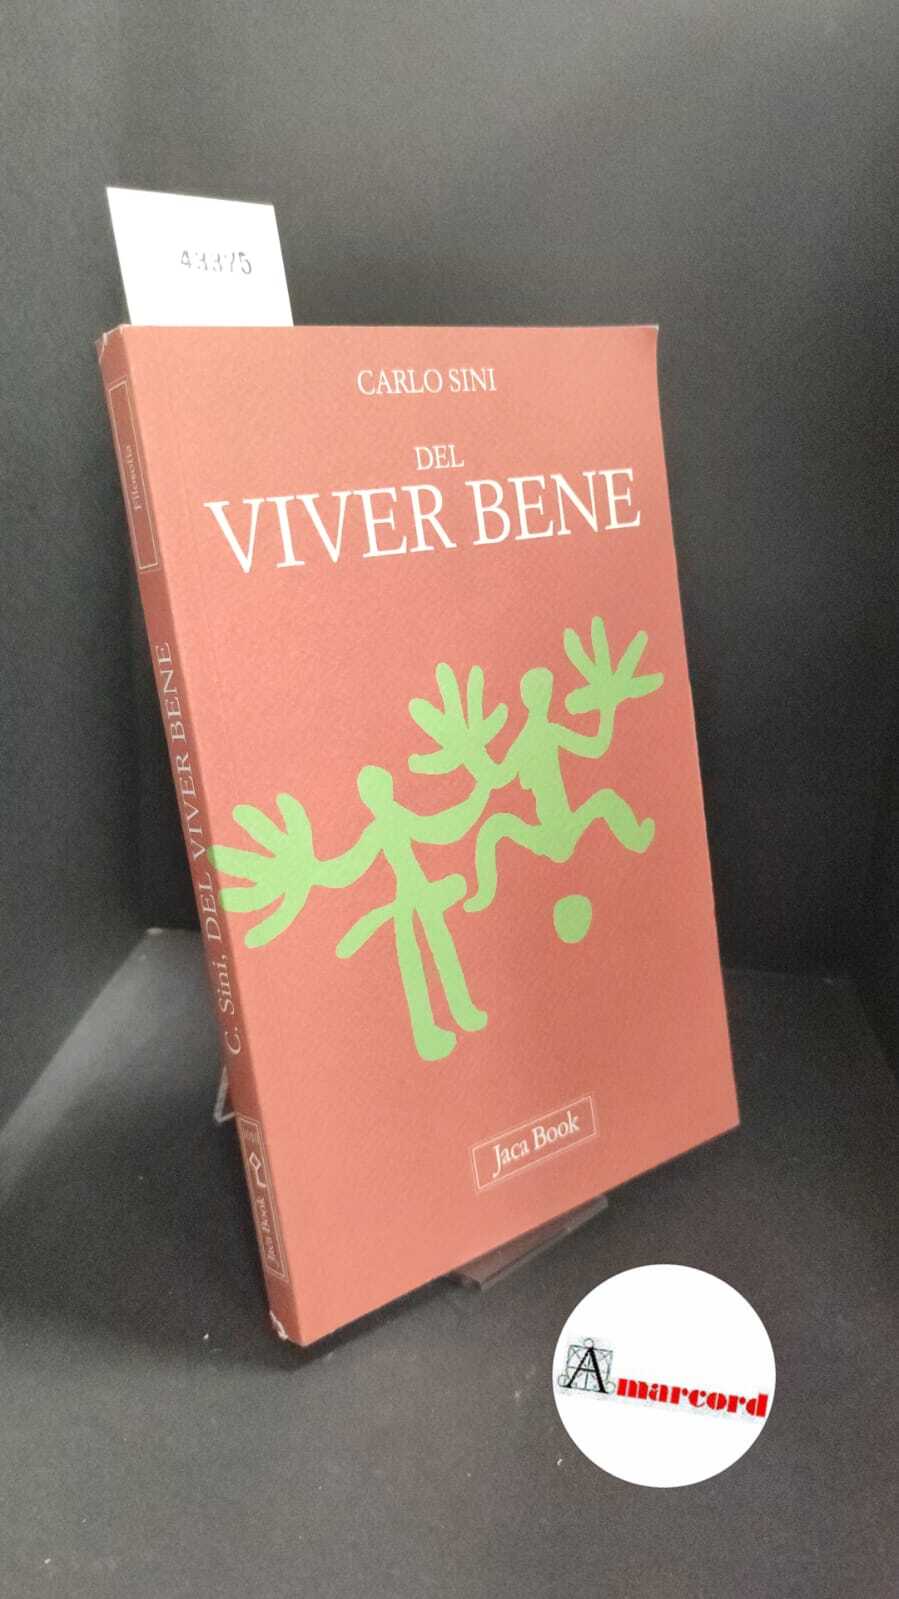 43375
CARLO SINI
DEL
VIVER BENE
Jaca Book
Filosofia
C. Sini, DEL VIVER BENE
Jaca Book
Amarcord